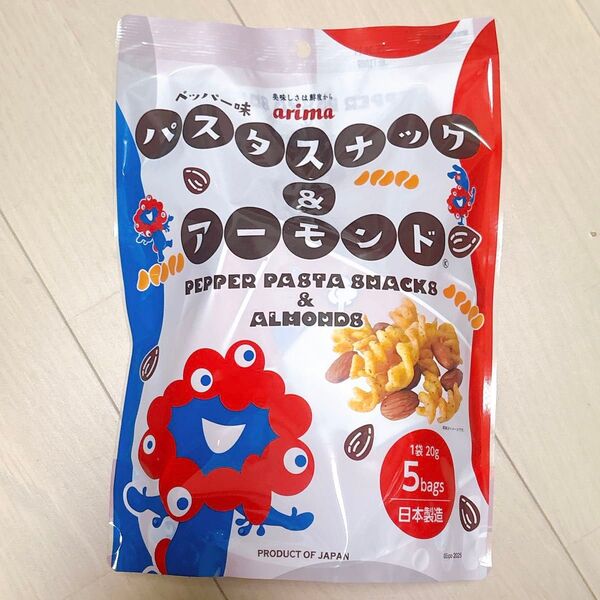 ペッパー味
美味しさは鮮度から
arima
パスタスナック
&
アーモンド®
PEPPER PASTA SNACKS
&
ALMONDS
1袋 20g
5bags
日本製造
PRODUCT OF JAPAN
©Expo 2025